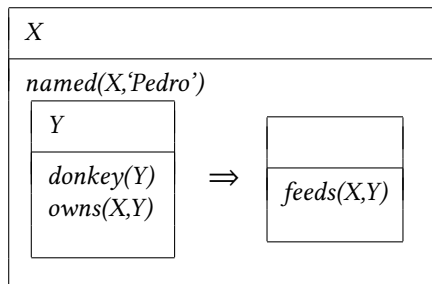 X
named(X,‘Pedro’)
Y
donkey(Y)
owns(X,Y)
⇒
feeds(X,Y)